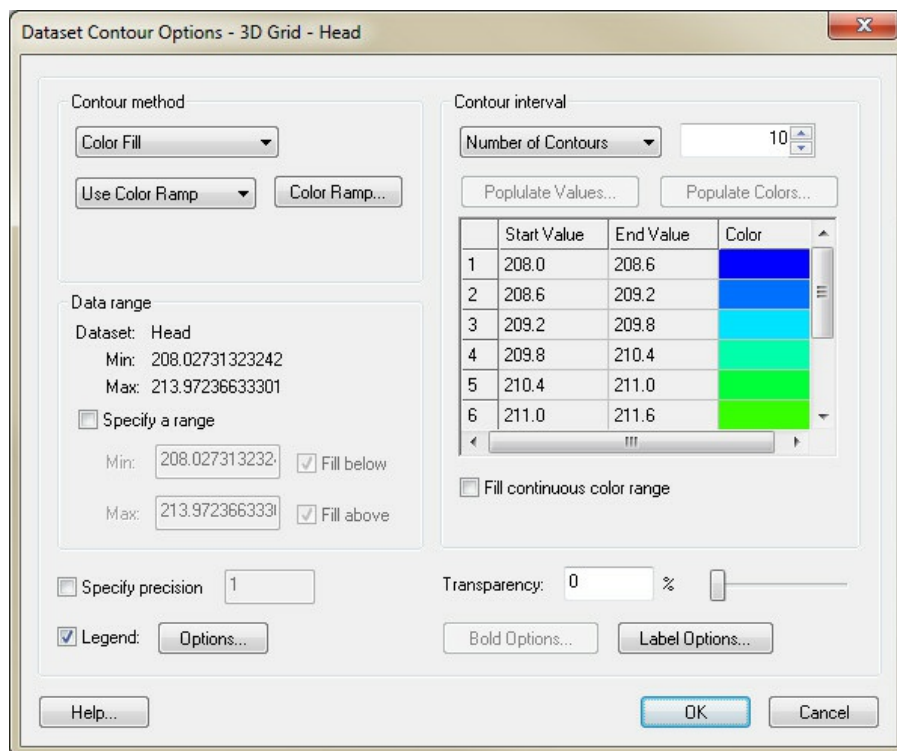 Dataset Contour Options - 3D Grid - Head
Contour method
Color Fill
Use Color Ramp
Color Ramp...
Data range
Dataset: Head
Min: 208.02731323242
Max: 213.97236633301
Specify a range
Min: 208.0273132324
Fill below
Max: 213.9723663330
Fill above
Specify precision
1
Legend:
Options...
Contour interval
Number of Contours
10
Poplulate Values...
Populate Colors...
Start Value End Value Color
1 208.0 208.6
2 208.6 209.2
3 209.2 209.8
4 209.8 210.4
5 210.4 211.0
6 211.0 211.6
Fill continuous color range
Transparency: 0 %
Bold Options...
Label Options...
Help...
OK
Cancel